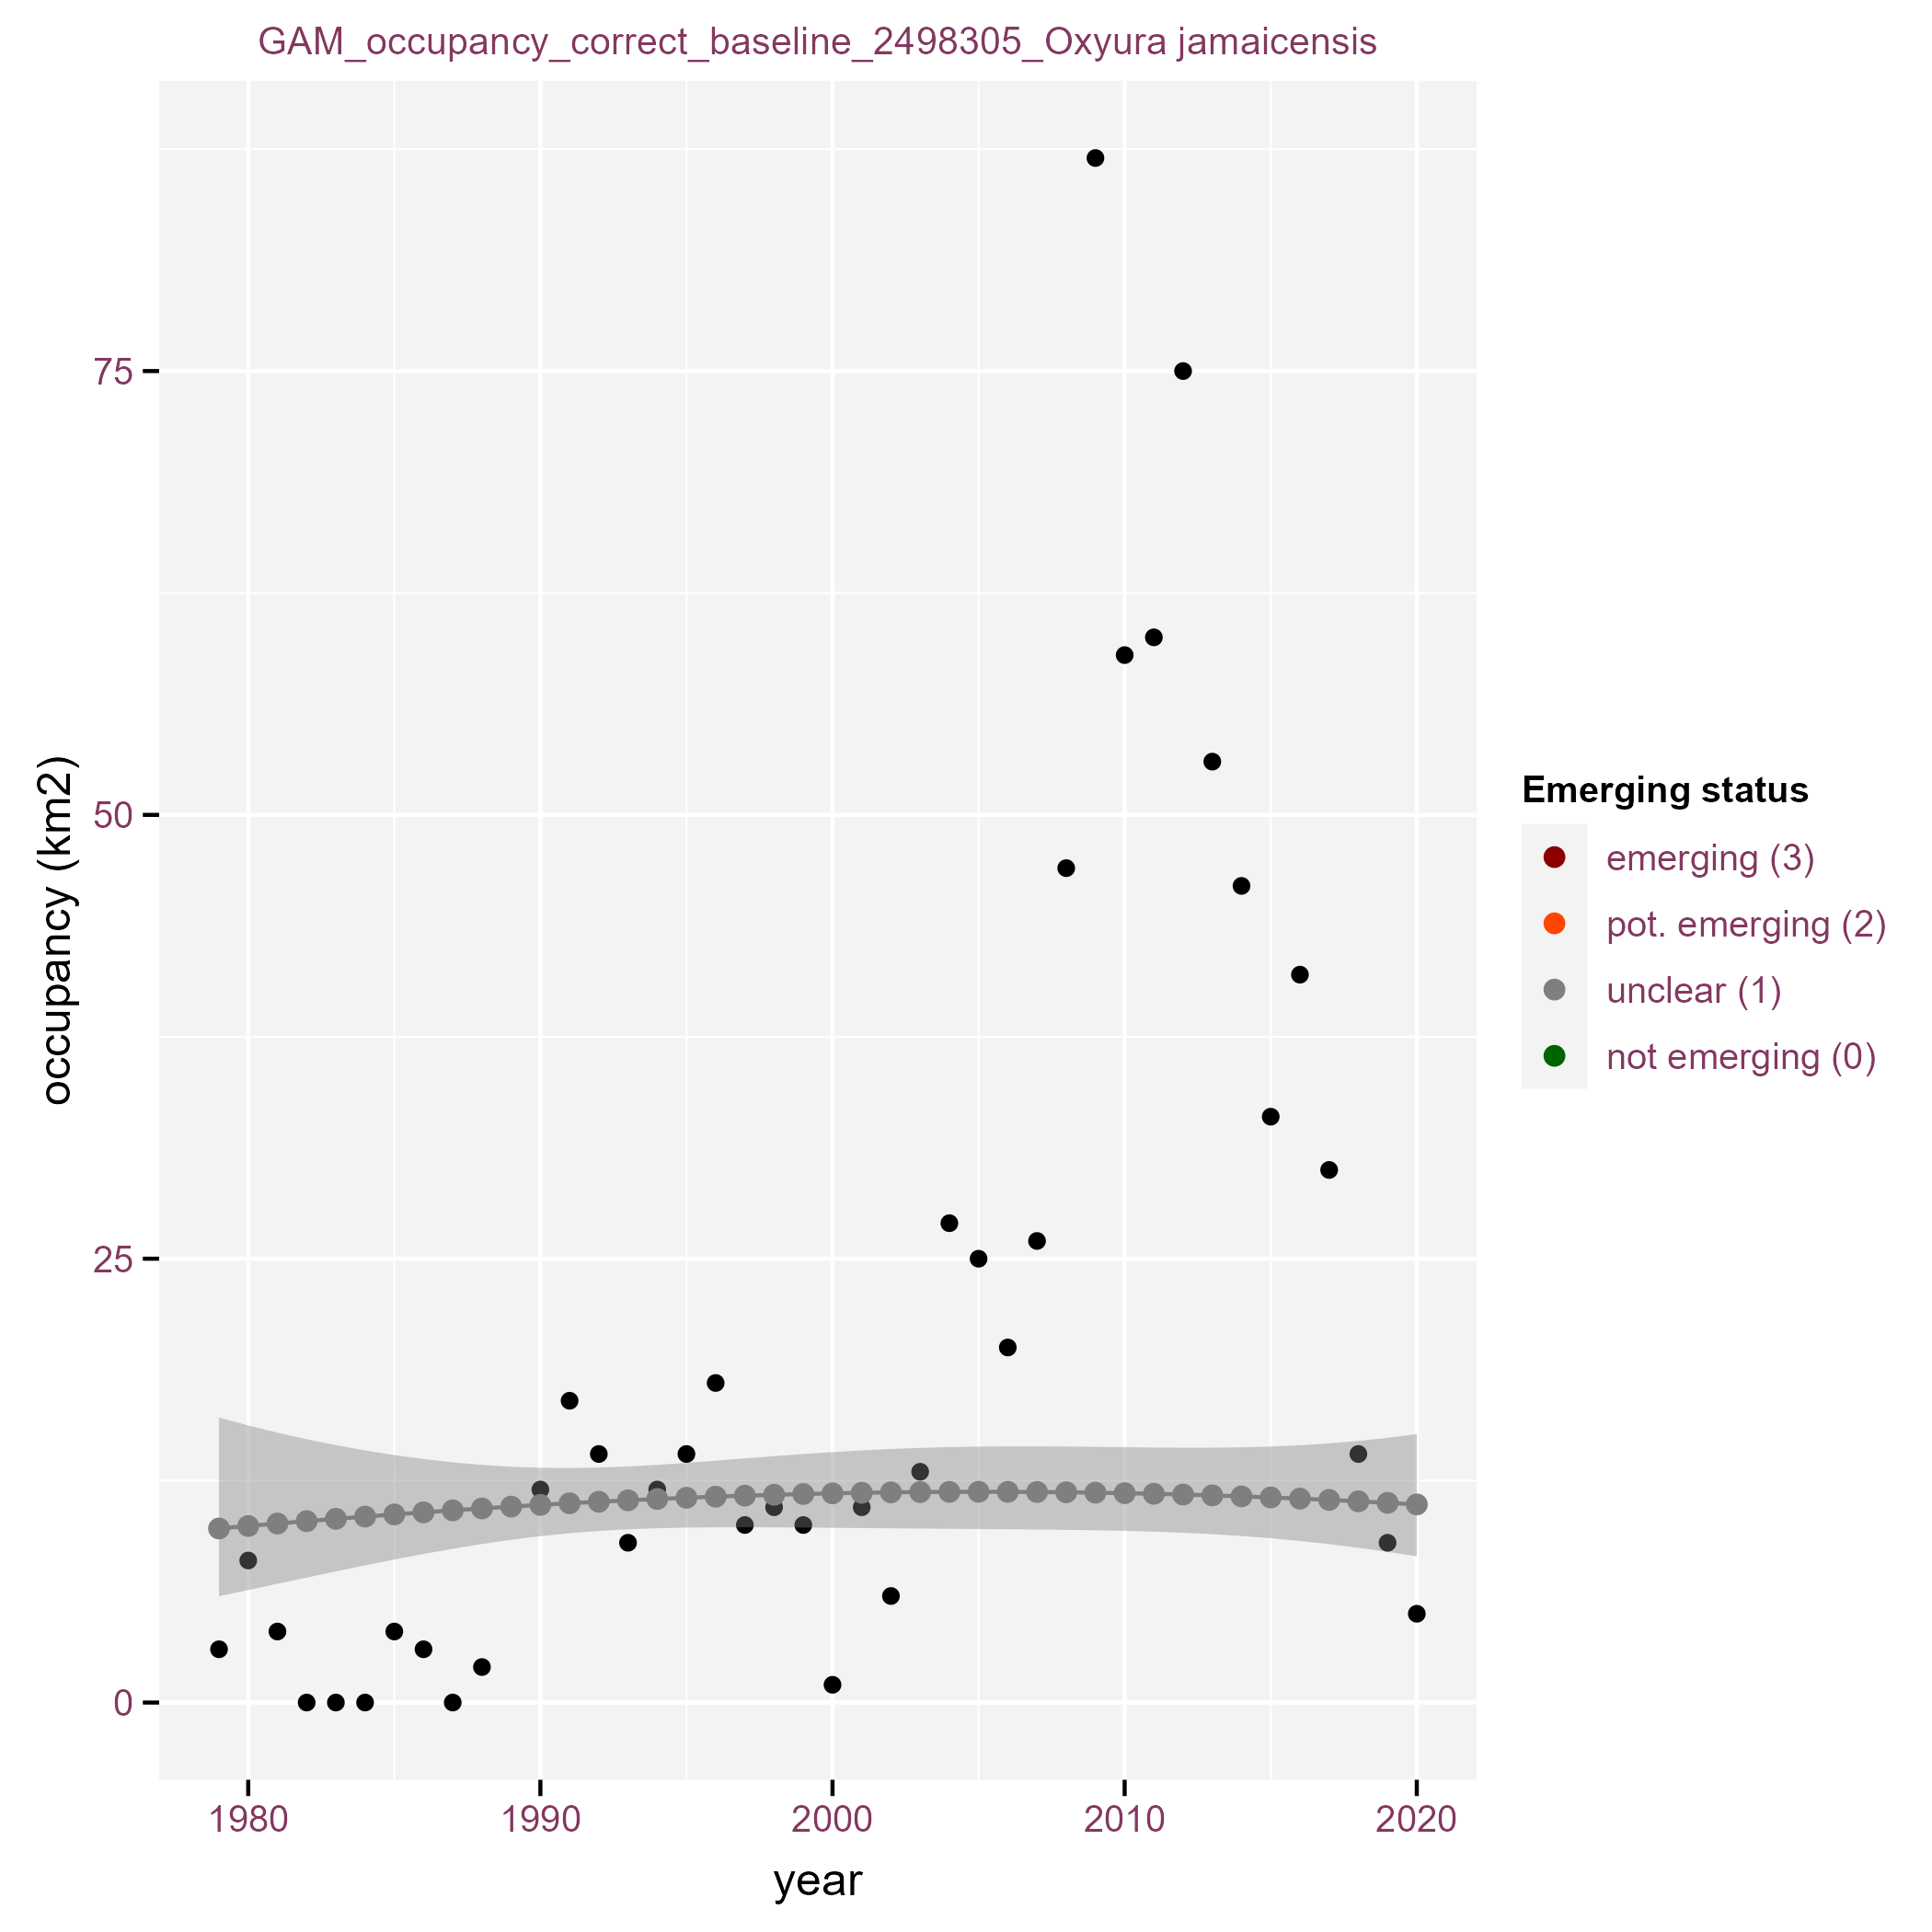 GAM_occupancy_correct_baseline_2498305_Oxyura jamaicensis
occupancy (km2)
75
50
25
0
1980
1990
2000
2010
2020
year
Emerging status
emerging (3)
pot. emerging (2)
unclear (1)
not emerging (0)